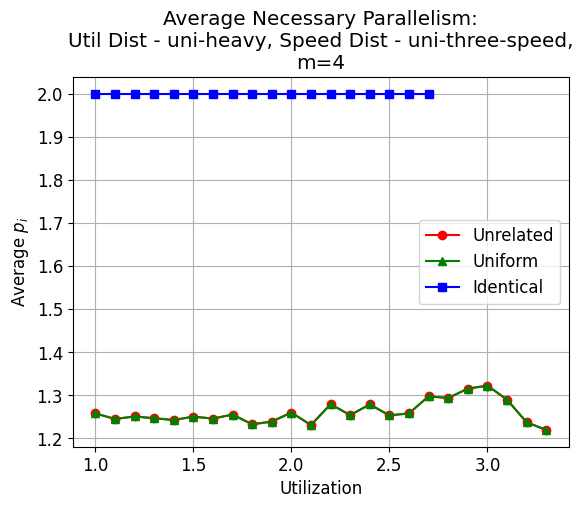 Average Necessary Parallelism:
Util Dist - uni-heavy, Speed Dist - uni-three-speed,
m=4
2.0
1.9
1.8
1.7
1.6
1.5
1.4
1.3
1.2
Average p_i
Unrelated
Uniform
Identical
1.0
1.5
2.0
2.5
3.0
Utilization